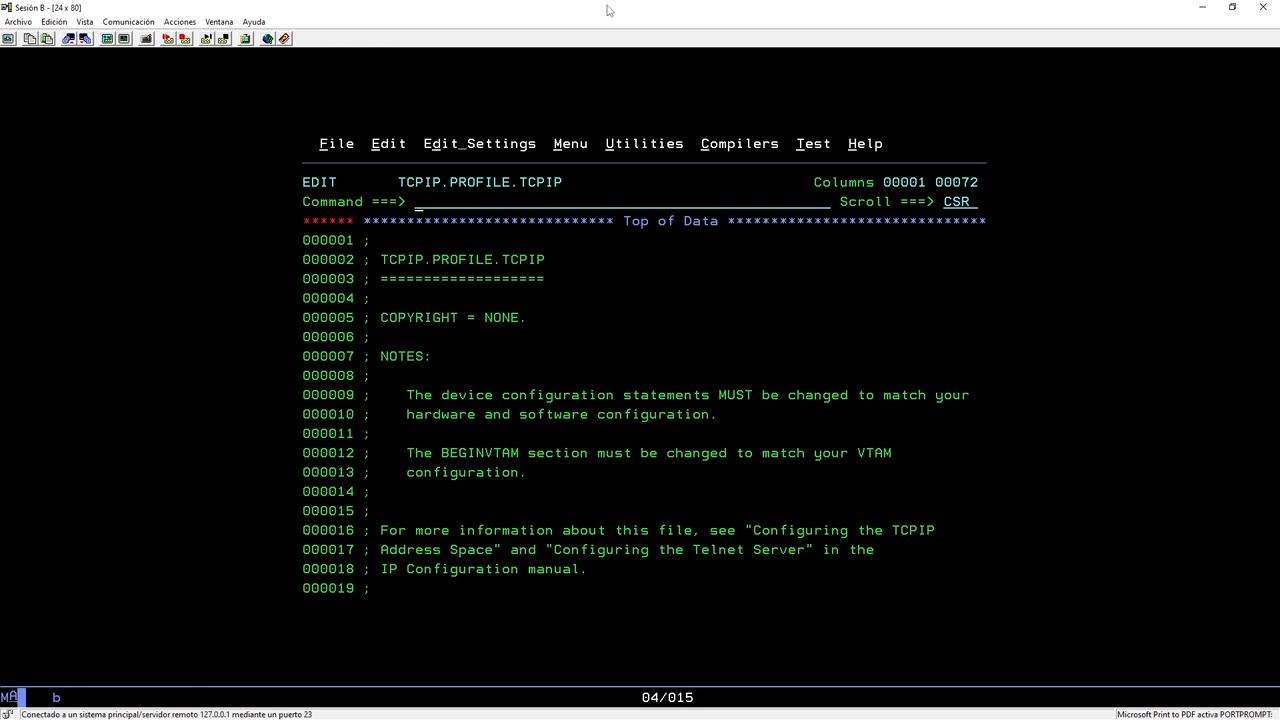 Sesión B - [24 x 80]
Archivo Edición Vista Comunicación Acciones Ventana Ayuda
File Edit Edit_Settings Menu Utilities Compilers Test Help
EDIT TCPIP.PROFILE.TCPIP Columns 00001 00072
Command ===> Scroll ===> CSR
****** **************************** Top of Data ******************************
000001 ;
000002 ; TCPIP.PROFILE.TCPIP
000003 ; ===================
000004 ;
000005 ; COPYRIGHT = NONE.
000006 ;
000007 ; NOTES:
000008 ;
000009 ; The device configuration statements MUST be changed to match your
000010 ; hardware and software configuration.
000011 ;
000012 ; The BEGINVTAM section must be changed to match your VTAM
000013 ; configuration.
000014 ;
000015 ;
000016 ; For more information about this file, see "Configuring the TCPIP
000017 ; Address Space" and "Configuring the Telnet Server" in the
000018 ; IP Configuration manual.
000019 ;
MA b 04/015
Conectado a un sistema principal/servidor remoto 127.0.0.1 mediante un puerto 23 Microsoft Print to PDF activa PORTPROMPT: